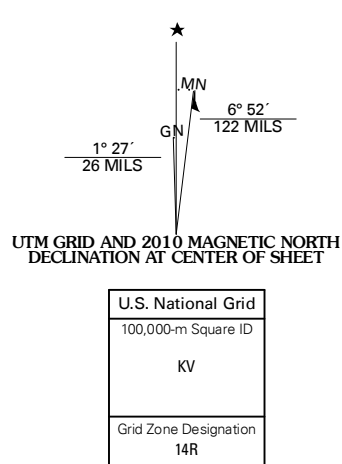 ★
MN
GN
6° 52´
122 MILS
1° 27´
26 MILS
UTM GRID AND 2010 MAGNETIC NORTH
DECLINATION AT CENTER OF SHEET
U.S. National Grid
100,000-m Square ID
KV
Grid Zone Designation
14R